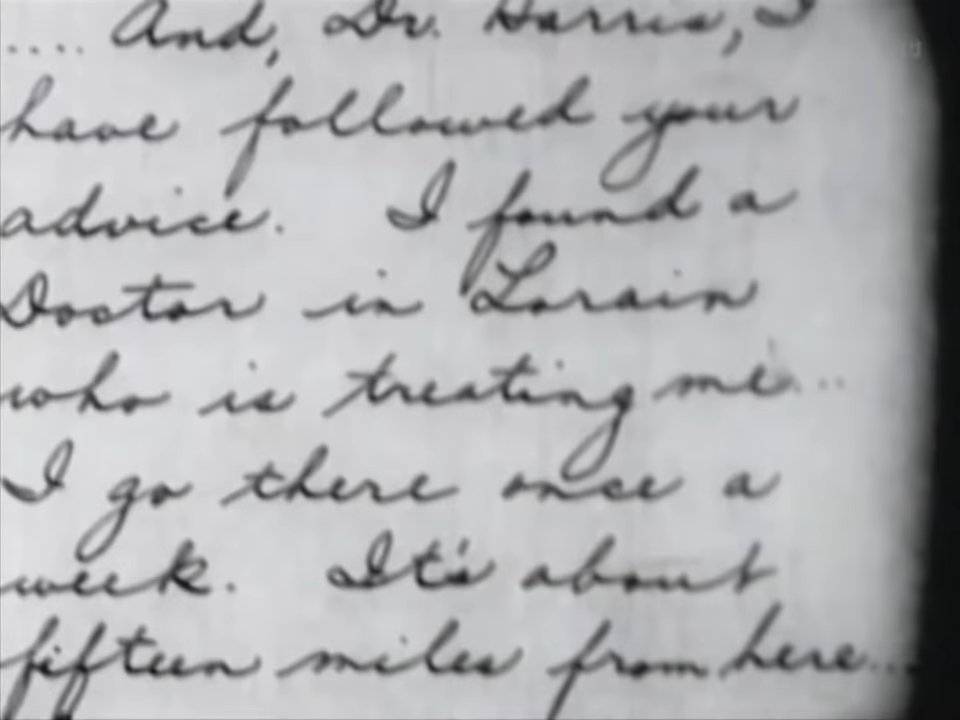 .... And, Dr. Harris, I
have followed your
advice. I found a
Doctor in Lorain
who is treating me...
I go there once a
week. It's about
fifteen miles from here...